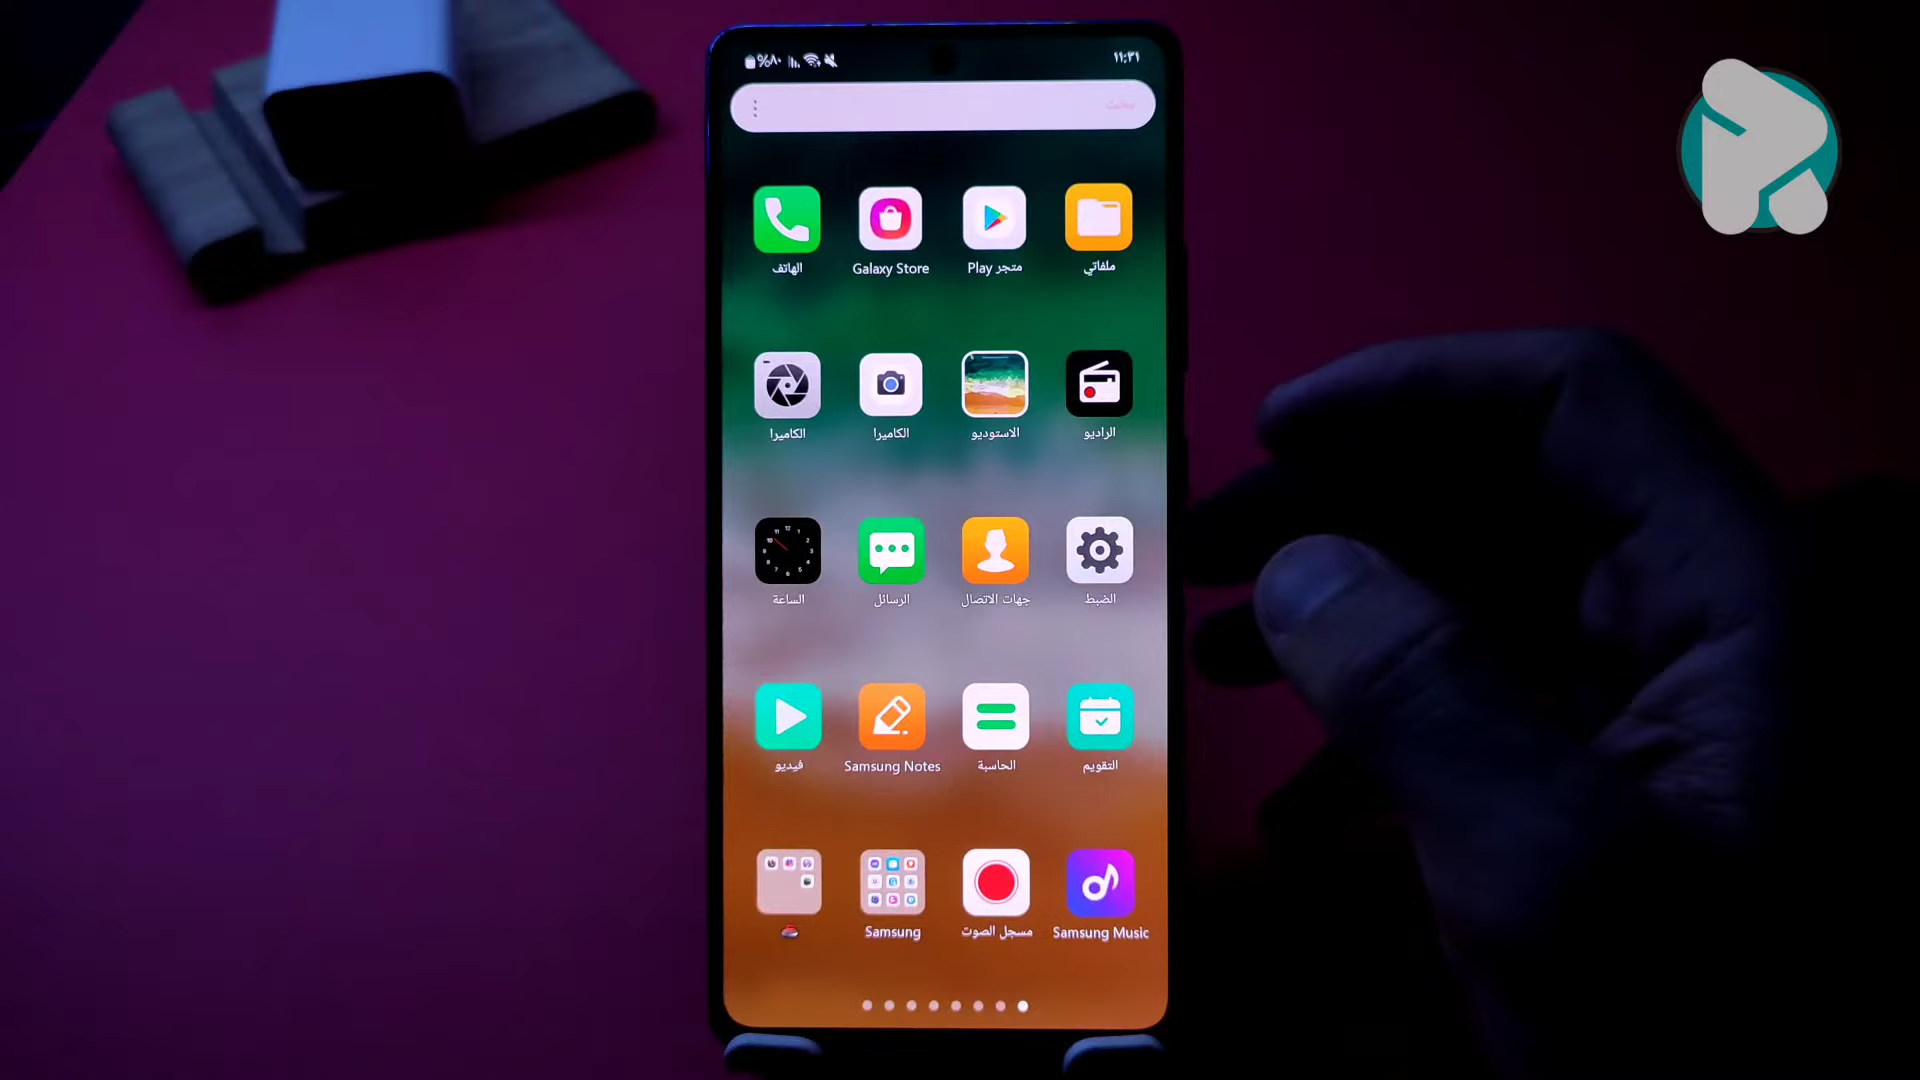 ١١:٣١
%٨٠
بحث
ملفاتي
متجر Play
Galaxy Store
الهاتف
الراديو
الاستوديو
الكاميرا
الكاميرا
الضبط
جهات الاتصال
الرسائل
الساعة
التقويم
الحاسبة
Samsung Notes
فيديو
Samsung Music
مسجل الصوت
Samsung